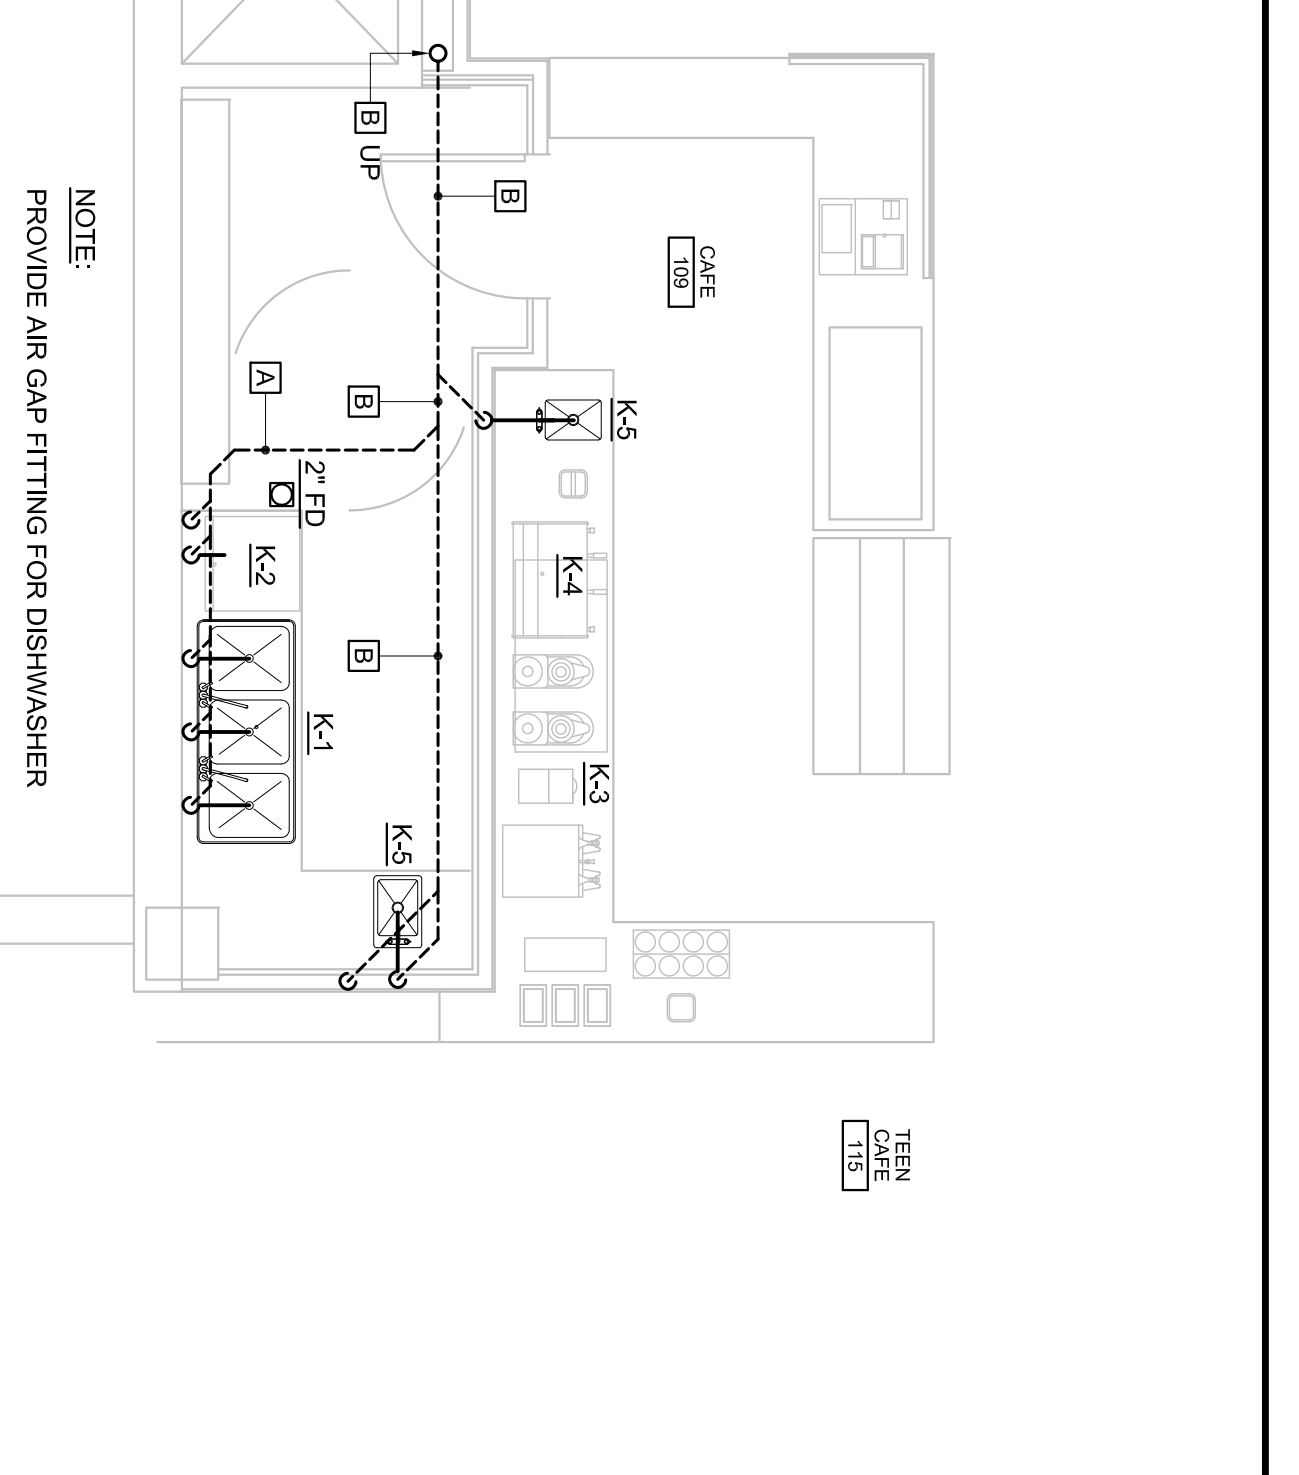 B
UP
B
CAFE
109
A
B
K-5
2" FD
K-2
K-4
B
K-1
K-3
K-5
TEEN
CAFE
115
NOTE:
PROVIDE AIR GAP FITTING FOR DISHWASHER